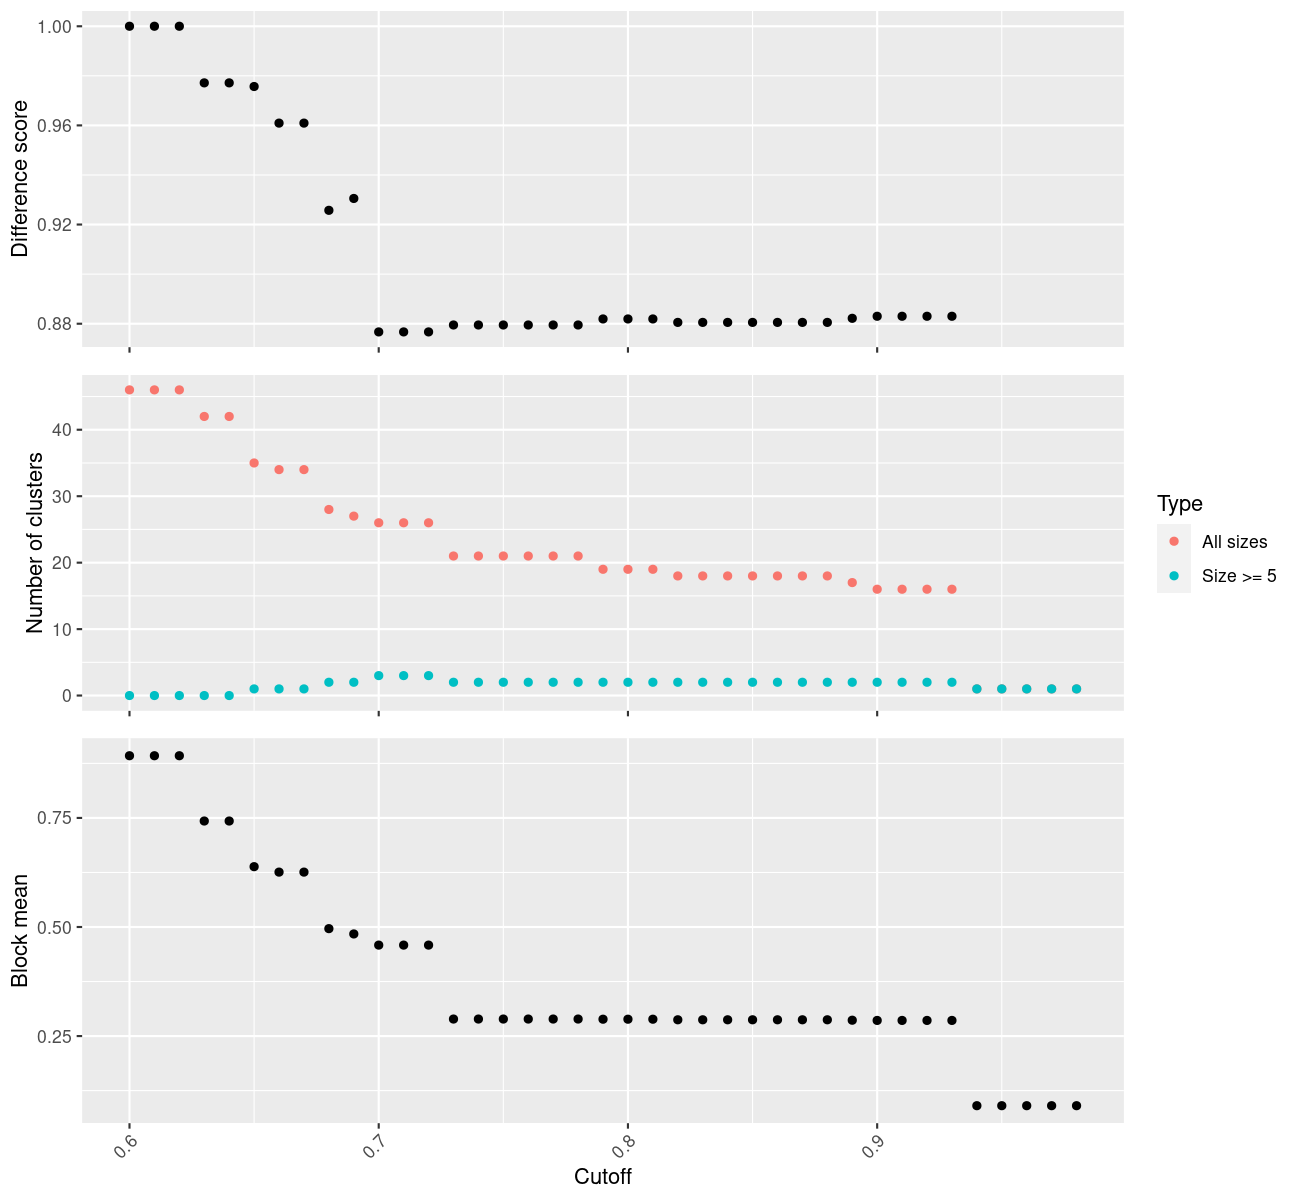 Difference score
1.00
0.96
0.92
0.88
Number of clusters
40
30
20
10
0
Type
All sizes
Size >= 5
Block mean
0.75
0.50
0.25
0.6
0.7
0.8
0.9
Cutoff